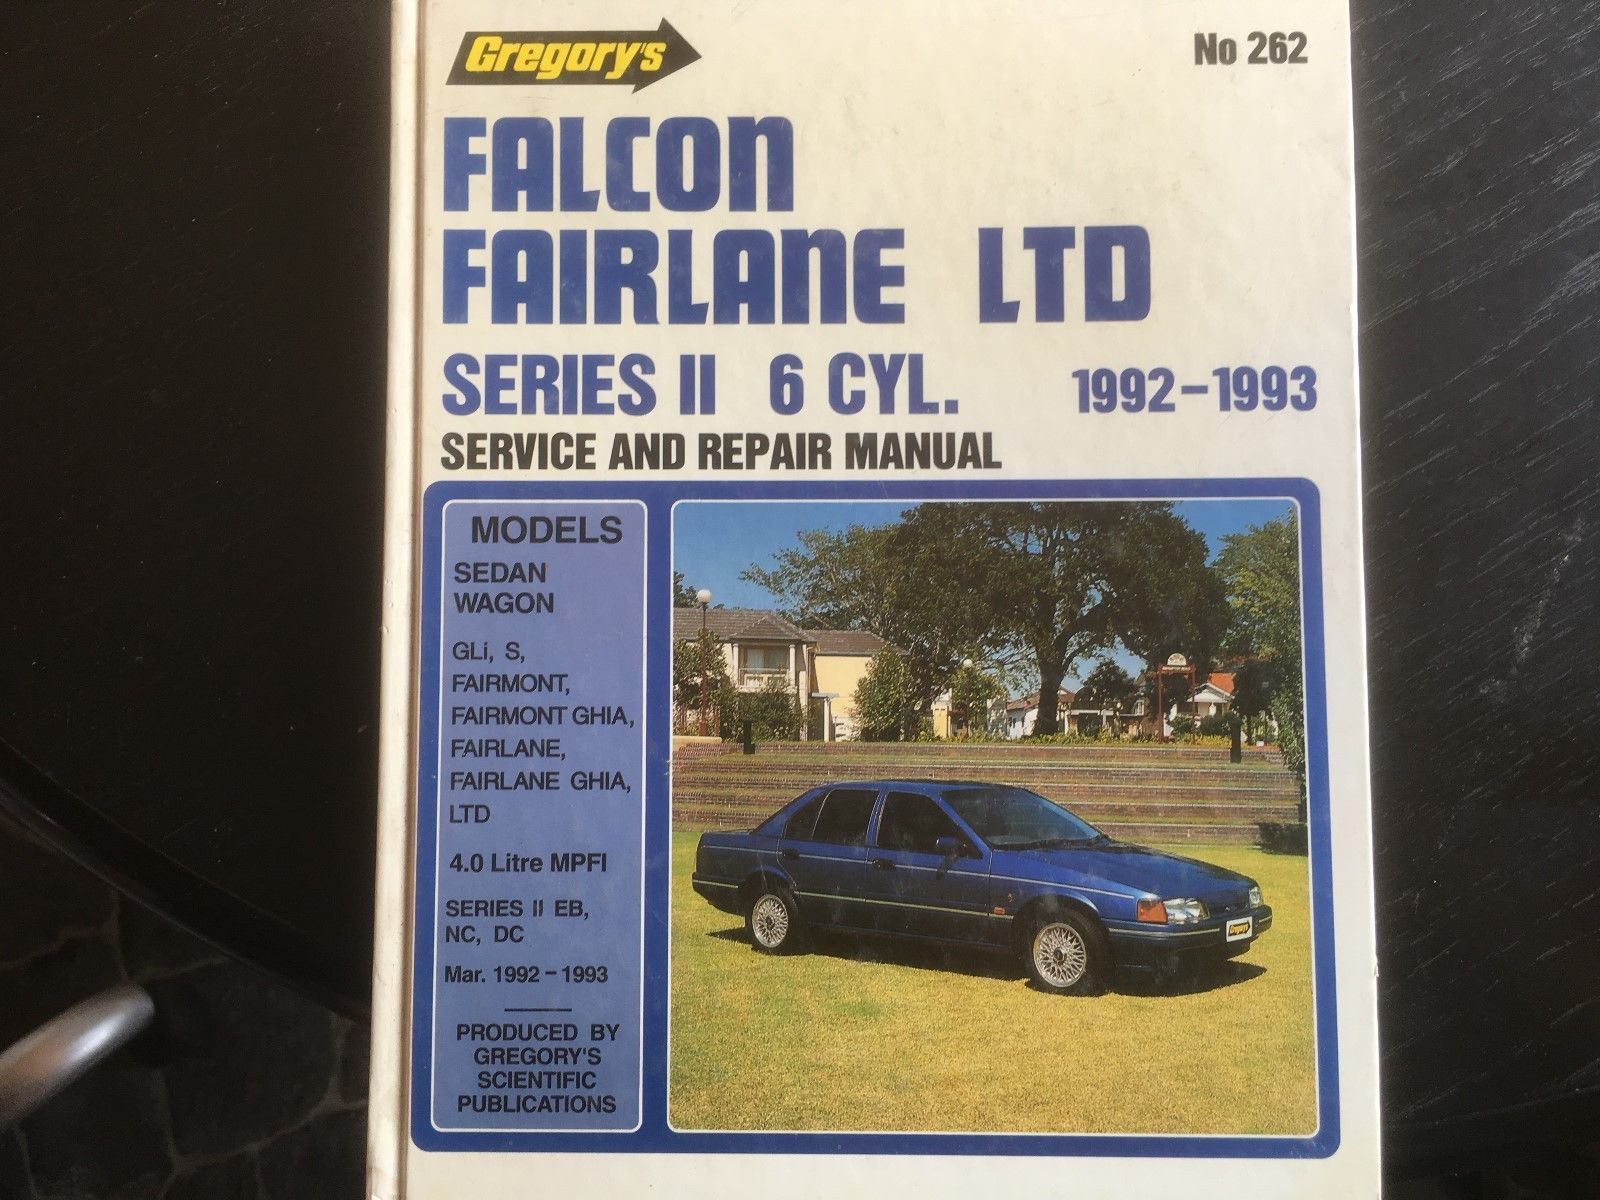 Gregory's
No 262
FALCON
FAIRLANE LTD
SERIES II 6 CYL. 1992-1993
SERVICE AND REPAIR MANUAL
MODELS
SEDAN
WAGON
GLi, S,
FAIRMONT,
FAIRMONT GHIA,
FAIRLANE,
FAIRLANE GHIA,
LTD
4.0 Litre MPFI
SERIES II EB,
NC, DC
Mar. 1992-1993
PRODUCED BY
GREGORY'S
SCIENTIFIC
PUBLICATIONS
Gregory's